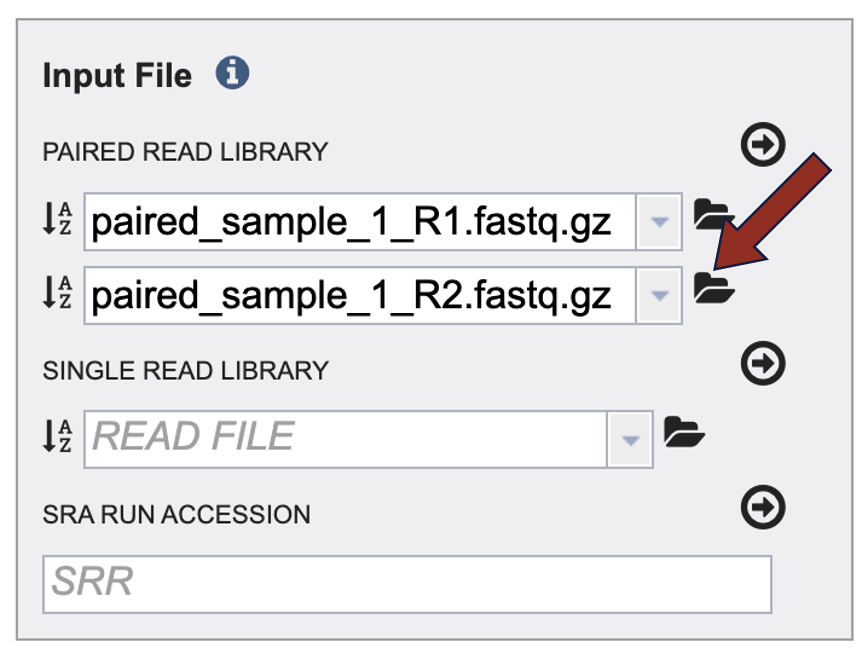 Input File
PAIRED READ LIBRARY
paired_sample_1_R1.fastq.gz
paired_sample_1_R2.fastq.gz
SINGLE READ LIBRARY
READ FILE
SRA RUN ACCESSION
SRR